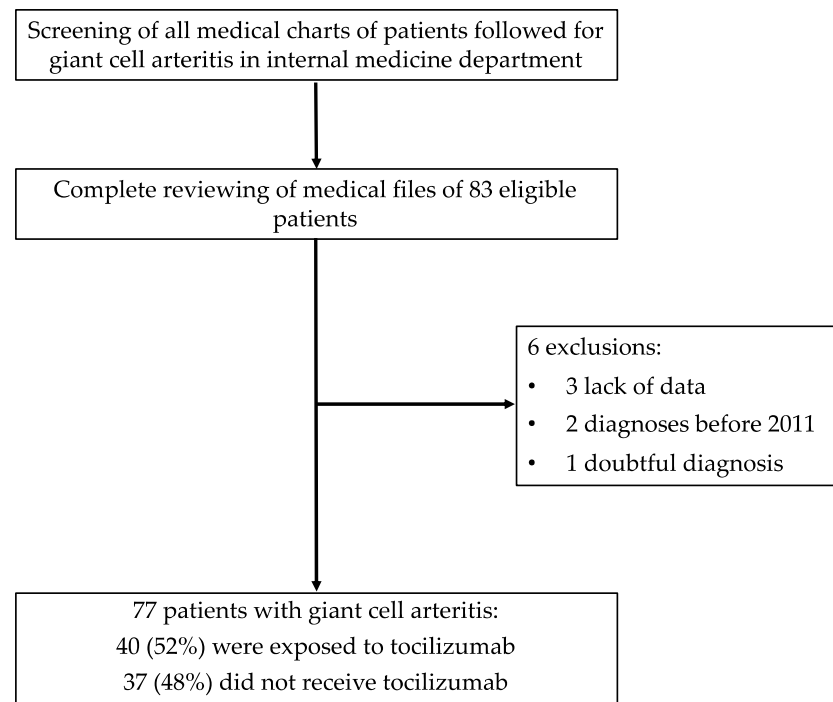 Screening of all medical charts of patients followed for
giant cell arteritis in internal medicine department
Complete reviewing of medical files of 83 eligible
patients
6 exclusions:
• 3 lack of data
• 2 diagnoses before 2011
• 1 doubtful diagnosis
77 patients with giant cell arteritis:
40 (52%) were exposed to tocilizumab
37 (48%) did not receive tocilizumab